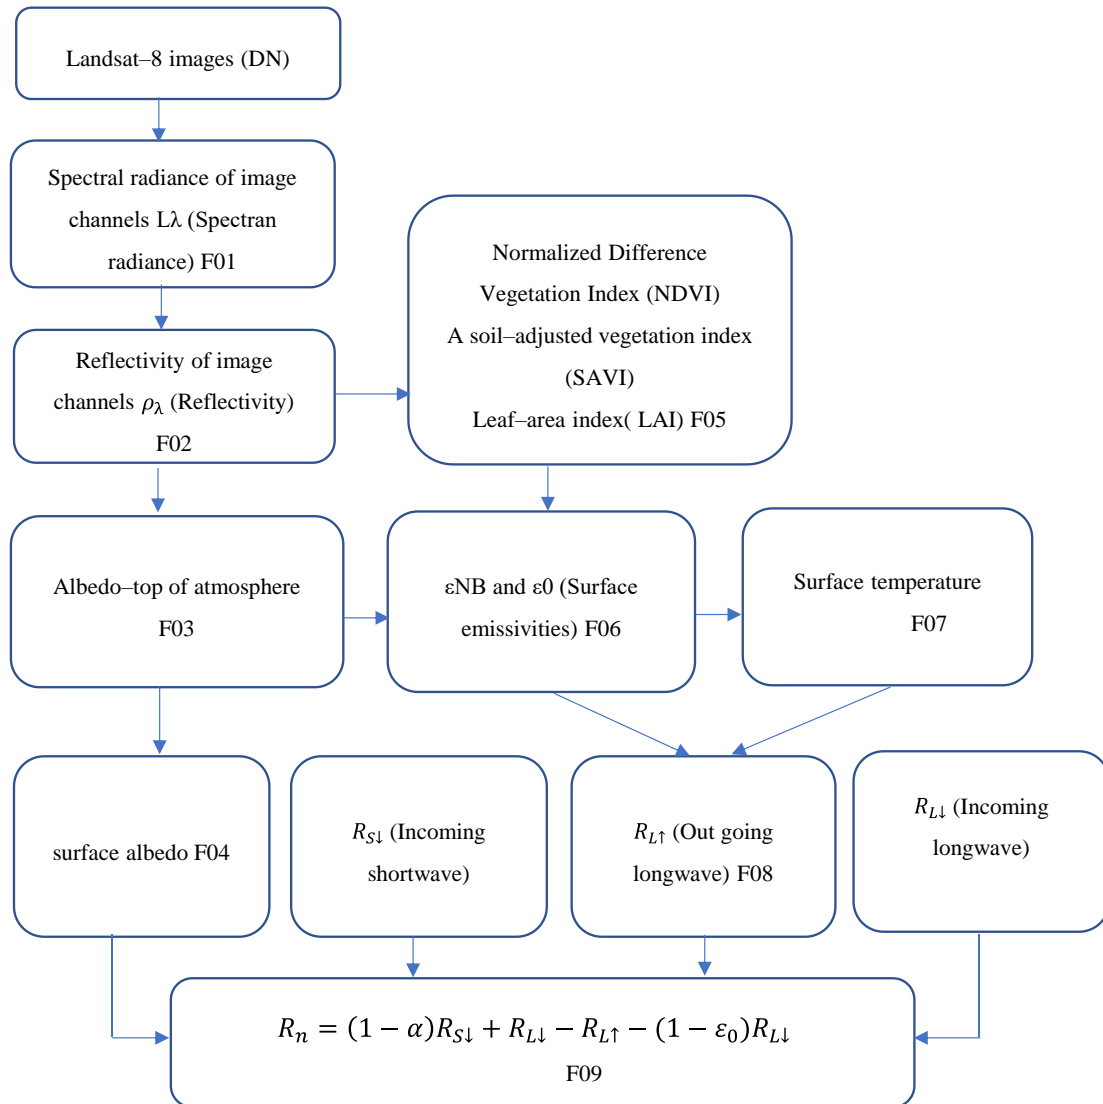 Landsat–8 images (DN)
Spectral radiance of image
channels Lλ (Spectran
radiance) F01
Normalized Difference
Vegetation Index (NDVI)
A soil–adjusted vegetation index
(SAVI)
Leaf–area index( LAI) F05
Reflectivity of image
channels ρλ (Reflectivity)
F02
Albedo–top of atmosphere
F03
εNB and ε0 (Surface
emissivities) F06
Surface temperature
F07
surface albedo F04
RS↓ (Incoming
shortwave)
RL↑ (Out going
longwave) F08
RL↓ (Incoming
longwave)
Rn = (1 − α)RS↓ + RL↓ − RL↑ − (1 − ε0)RL↓
F09